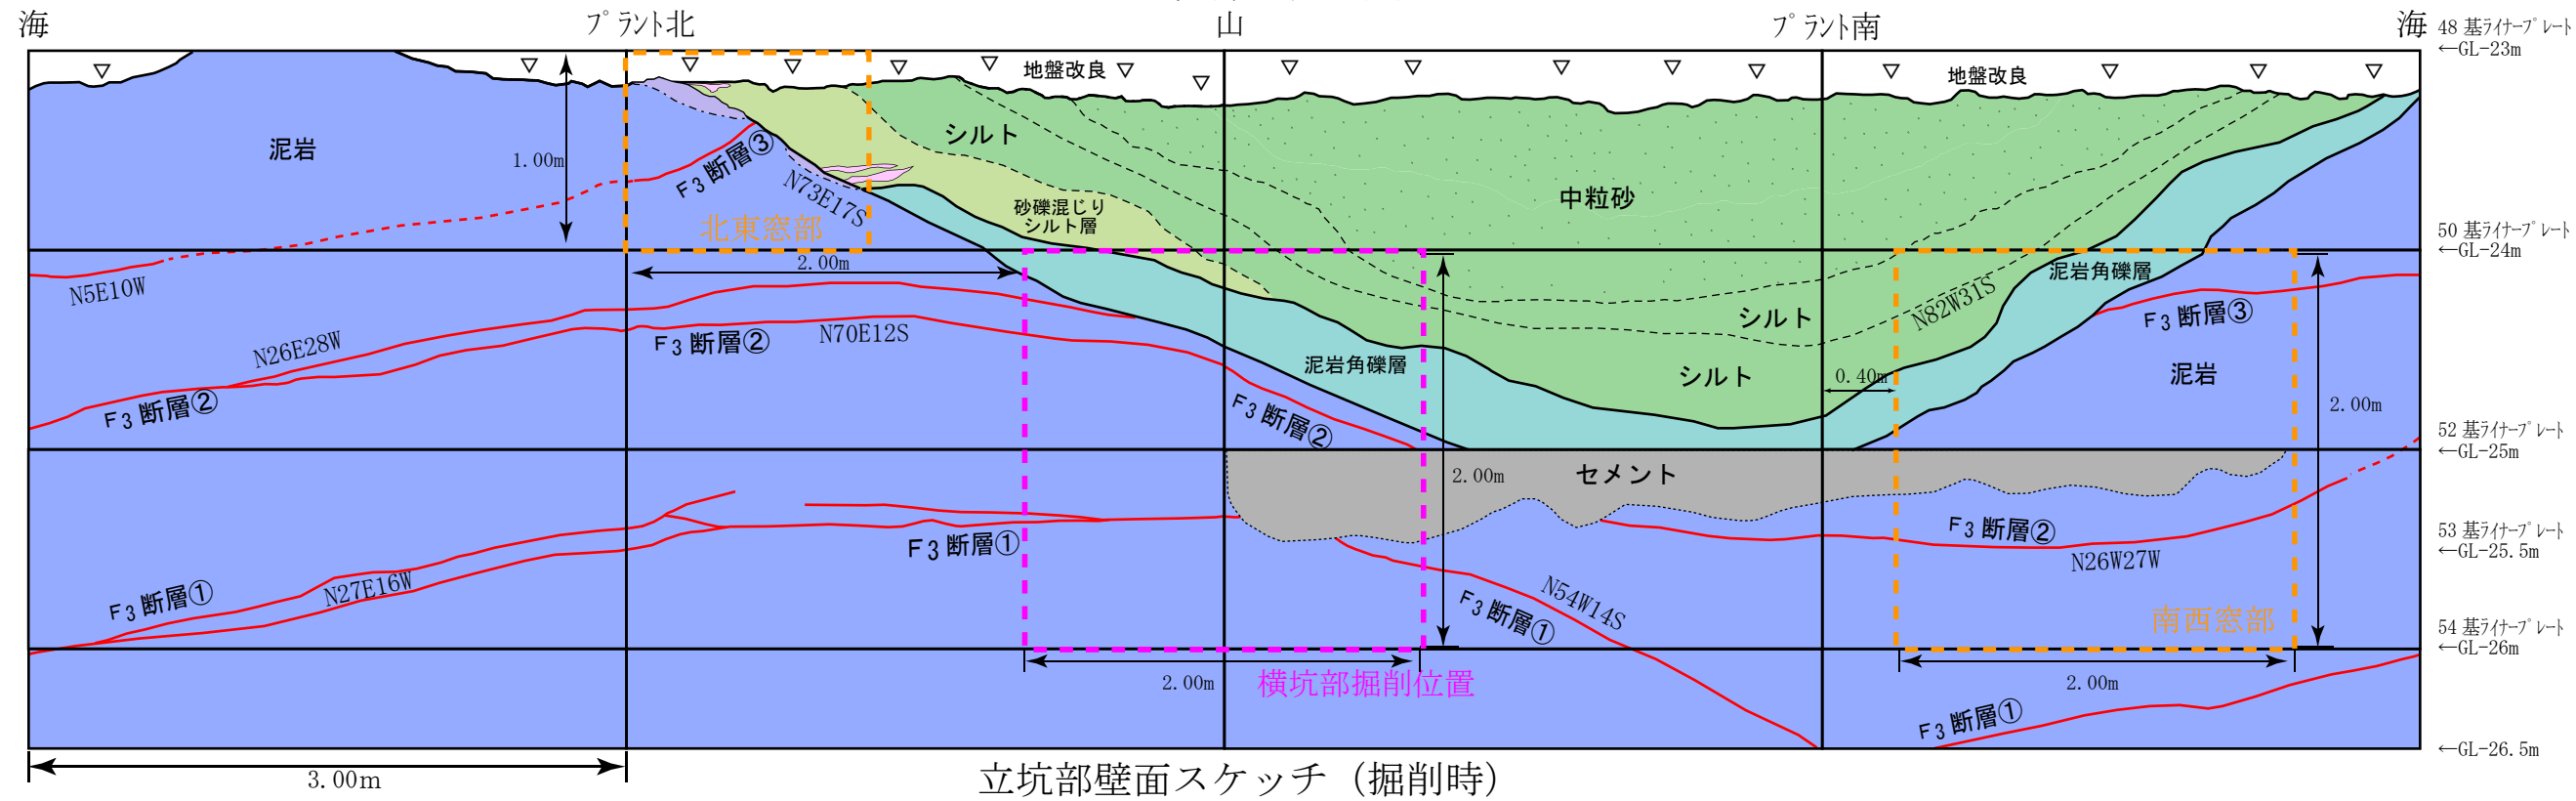 海
プラント北
山
プラント南
海
48 基ライナープレート
←GL-23m
地盤改良
地盤改良
泥岩
1.00m
F3 断層③
N73E17S
北東窓部
シルト
砂礫混じり
シルト層
中粒砂
50 基ライナープレート
←GL-24m
2.00m
N5E10W
N26E28W
F3 断層②
F3 断層②
N70E12S
泥岩角礫層
F3 断層②
シルト
シルト
N82W31S
泥岩角礫層
F3 断層③
0.40m
泥岩
2.00m
52 基ライナープレート
←GL-25m
セメント
2.00m
F3 断層①
N27E16W
F3 断層①
N54W14S
F3 断層①
F3 断層②
N26W27W
53 基ライナープレート
←GL-25.5m
南西窓部
54 基ライナープレート
←GL-26m
2.00m
横坑部掘削位置
2.00m
F3 断層①
←GL-26.5m
3.00m
立坑部壁面スケッチ（掘削時）